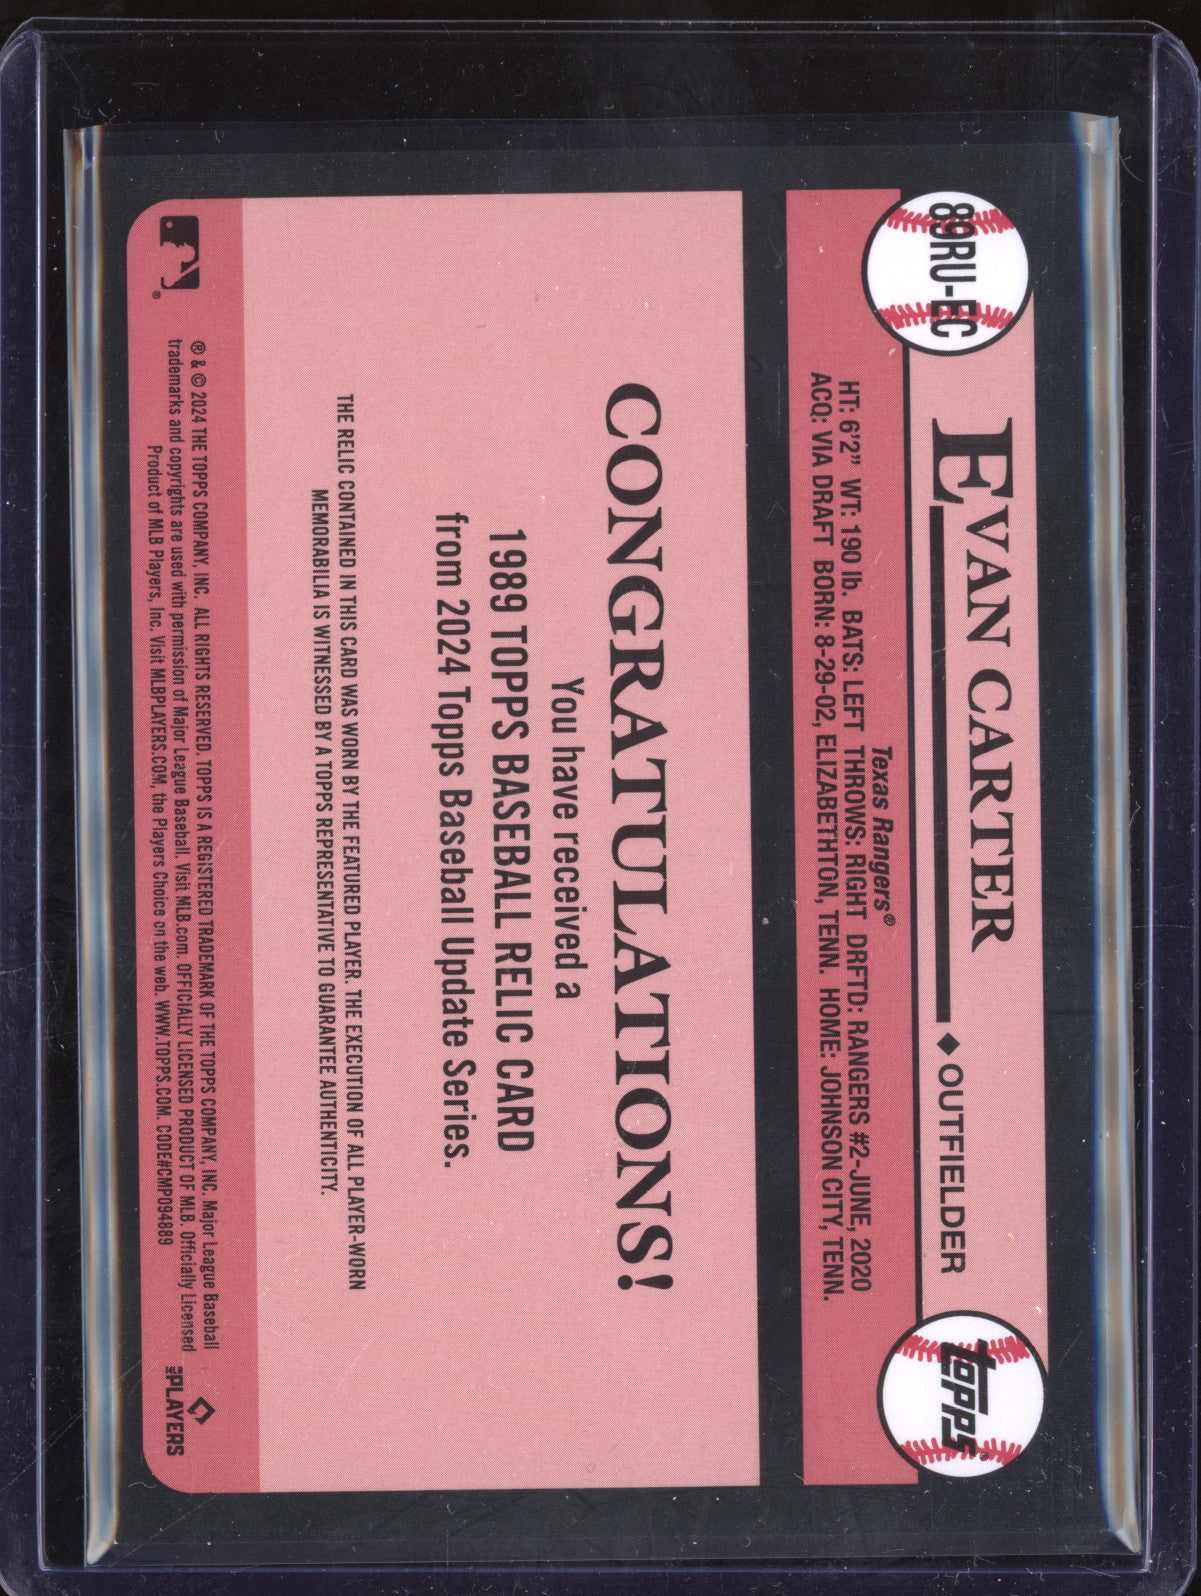 89RU-EC
EVAN CARTER ◆ OUTFIELDER
topps®
Texas Rangers®
HT: 6'2" WT: 190 lb. BATS: LEFT THROWS: RIGHT DRFTD: RANGERS #2-JUNE, 2020
ACQ: VIA DRAFT BORN: 8-29-02, ELIZABETHTON, TENN. HOME: JOHNSON CITY, TENN.
CONGRATULATIONS!
You have received a
1989 TOPPS BASEBALL RELIC CARD
from 2024 Topps Baseball Update Series.
THE RELIC CONTAINED IN THIS CARD WAS WORN BY THE FEATURED PLAYER. THE EXECUTION OF ALL PLAYER-WORN
MEMORABILIA IS WITNESSED BY A TOPPS REPRESENTATIVE TO GUARANTEE AUTHENTICITY.
®
® & © 2024 THE TOPPS COMPANY, INC. ALL RIGHTS RESERVED. TOPPS IS A REGISTERED TRADEMARK OF THE TOPPS COMPANY, INC. Major League Baseball
trademarks and copyrights are used with permission of Major League Baseball. Visit MLB.com. OFFICIALLY LICENSED PRODUCT OF MLB. Officially Licensed
Product of MLB Players, Inc. Visit MLBPLAYERS.COM, the Players Choice on the web. WWW.TOPPS.COM. CODE#CMP094889
THE PLAYERS